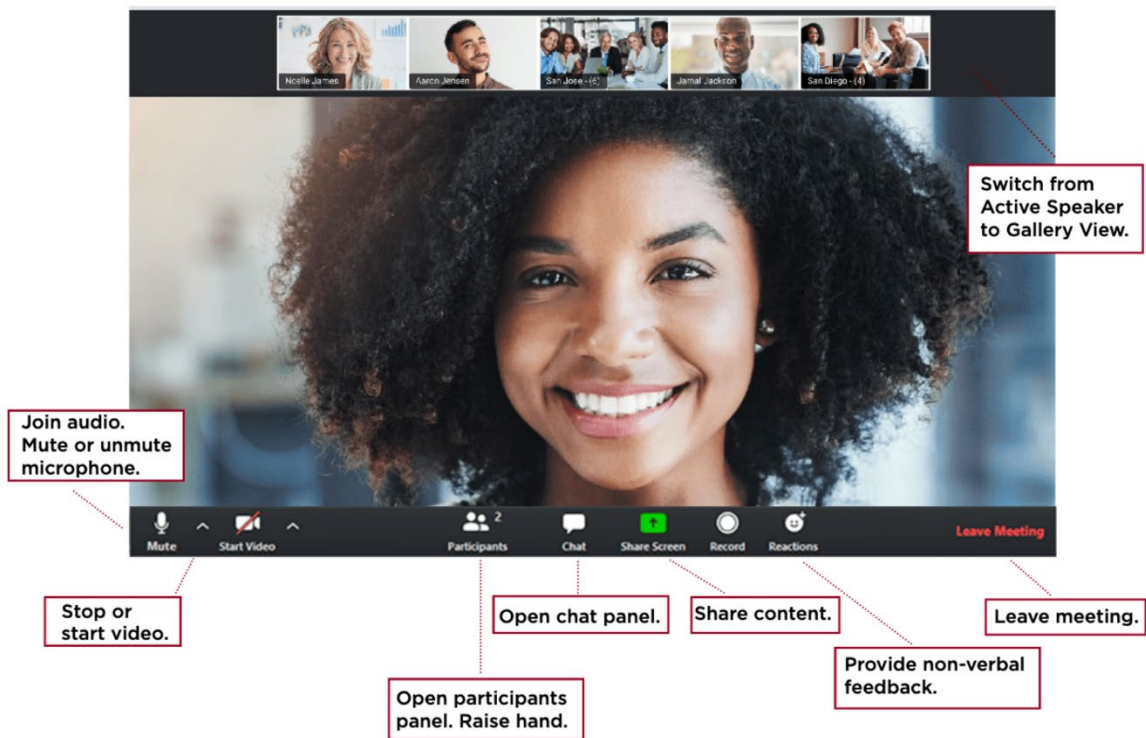 Noelle James
Aaron Jensen
San Jose - (6)
Jamal Jackson
San Diego - (4)
Switch from
Active Speaker
to Gallery View.
Join audio.
Mute or unmute
microphone.
Mute
Start Video
2
Participants
Chat
Share Screen
Record
Reactions
Leave Meeting
Stop or
start video.
Open chat panel.
Share content.
Leave meeting.
Provide non-verbal
feedback.
Open participants
panel. Raise hand.